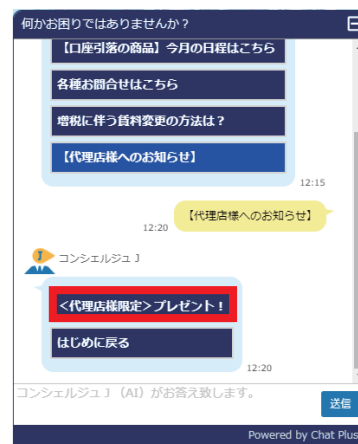 何かお困りではありませんか？
【口座引落の商品】今月の日程はこちら
各種お問合せはこちら
増税に伴う賃料変更の方法は？
【代理店様へのお知らせ】
12:15
【代理店様へのお知らせ】
12:20
コンシェルジュ J
<代理店様限定>プレゼント！
はじめに戻る
12:20
コンシェルジュ J （AI）がお答え致します。
送信
Powered by Chat Plus